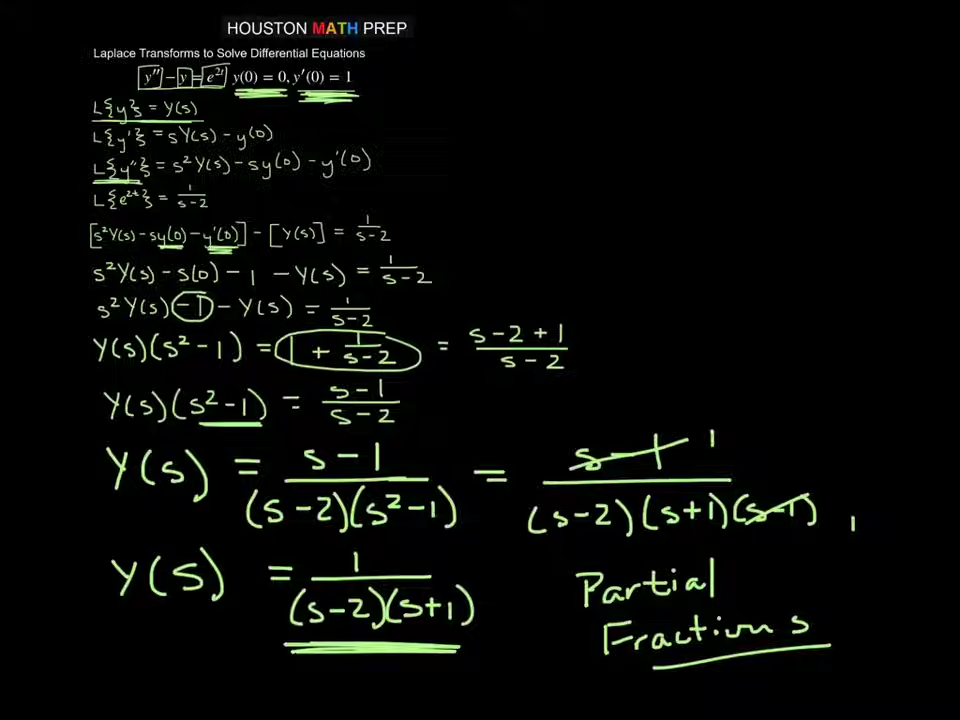 HOUSTON MATH PREP
Laplace Transforms to Solve Differential Equations
y″ − y = e^{2t} y(0) = 0, y′(0) = 1
L{y} = Y(s)
L{y'} = sY(s) − y(0)
L{y''} = s²Y(s) − sy(0) − y'(0)
L{e^{2t}} = 1/(s−2)
[s²Y(s) − sy(0) − y'(0)] − [Y(s)] = 1/(s−2)
s²Y(s) − s(0) − 1 − Y(s) = 1/(s−2)
s²Y(s) − 1 − Y(s) = 1/(s−2)
Y(s)(s² − 1) = 1 + 1/(s−2) = (s−2+1)/(s−2)
Y(s)(s²−1) = (s−1)/(s−2)
Y(s) = (s−1)/((s−2)(s²−1)) = (s−1) 1/((s−2)(s+1)(s−1)) 1
Y(s) = 1/((s−2)(s+1))
Partial
Fractions